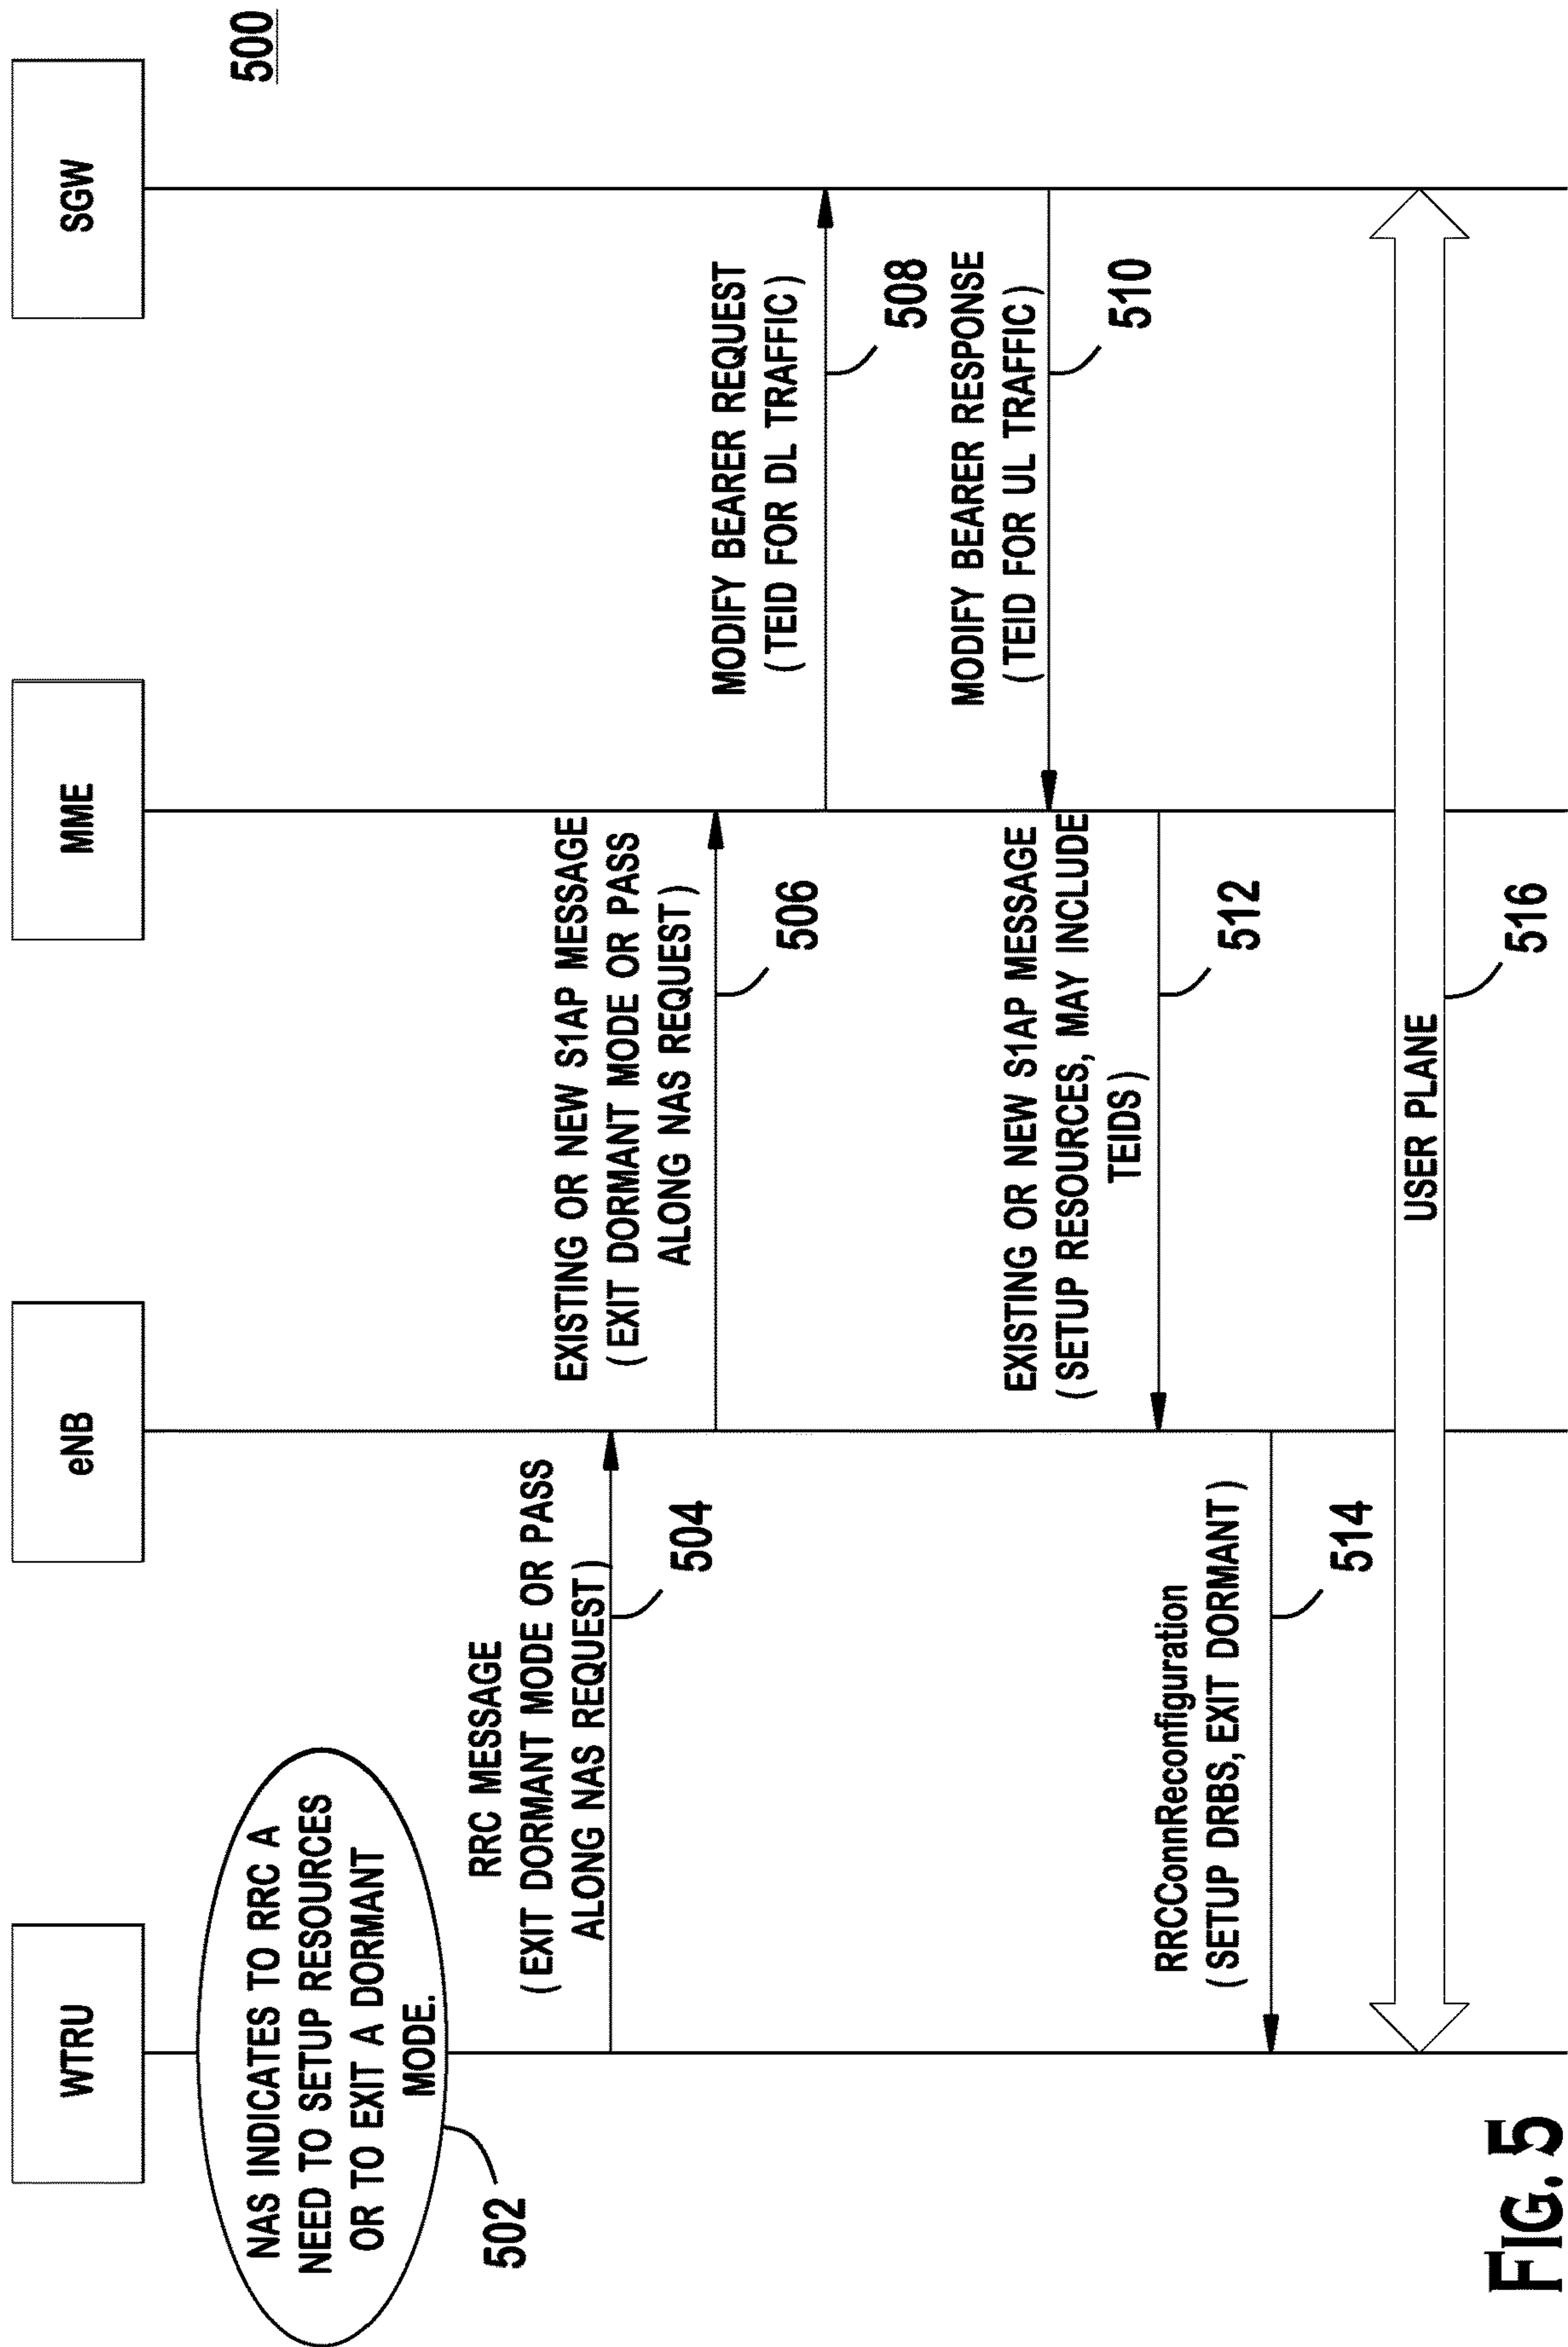 500
WTRU
eNB
MME
SGW
NAS INDICATES TO RRC A
NEED TO SETUP RESOURCES
OR TO EXIT A DORMANT
MODE.
502
RRC MESSAGE
(EXIT DORMANT MODE OR PASS
ALONG NAS REQUEST)
504
EXISTING OR NEW S1AP MESSAGE
(EXIT DORMANT MODE OR PASS
ALONG NAS REQUEST)
506
MODIFY BEARER REQUEST
(TEID FOR DL TRAFFIC)
508
MODIFY BEARER RESPONSE
(TEID FOR UL TRAFFIC)
510
EXISTING OR NEW S1AP MESSAGE
(SETUP RESOURCES, MAY INCLUDE
TEIDS)
512
RRCConnReconfiguration
(SETUP DRBS, EXIT DORMANT)
514
USER PLANE
516
FIG. 5